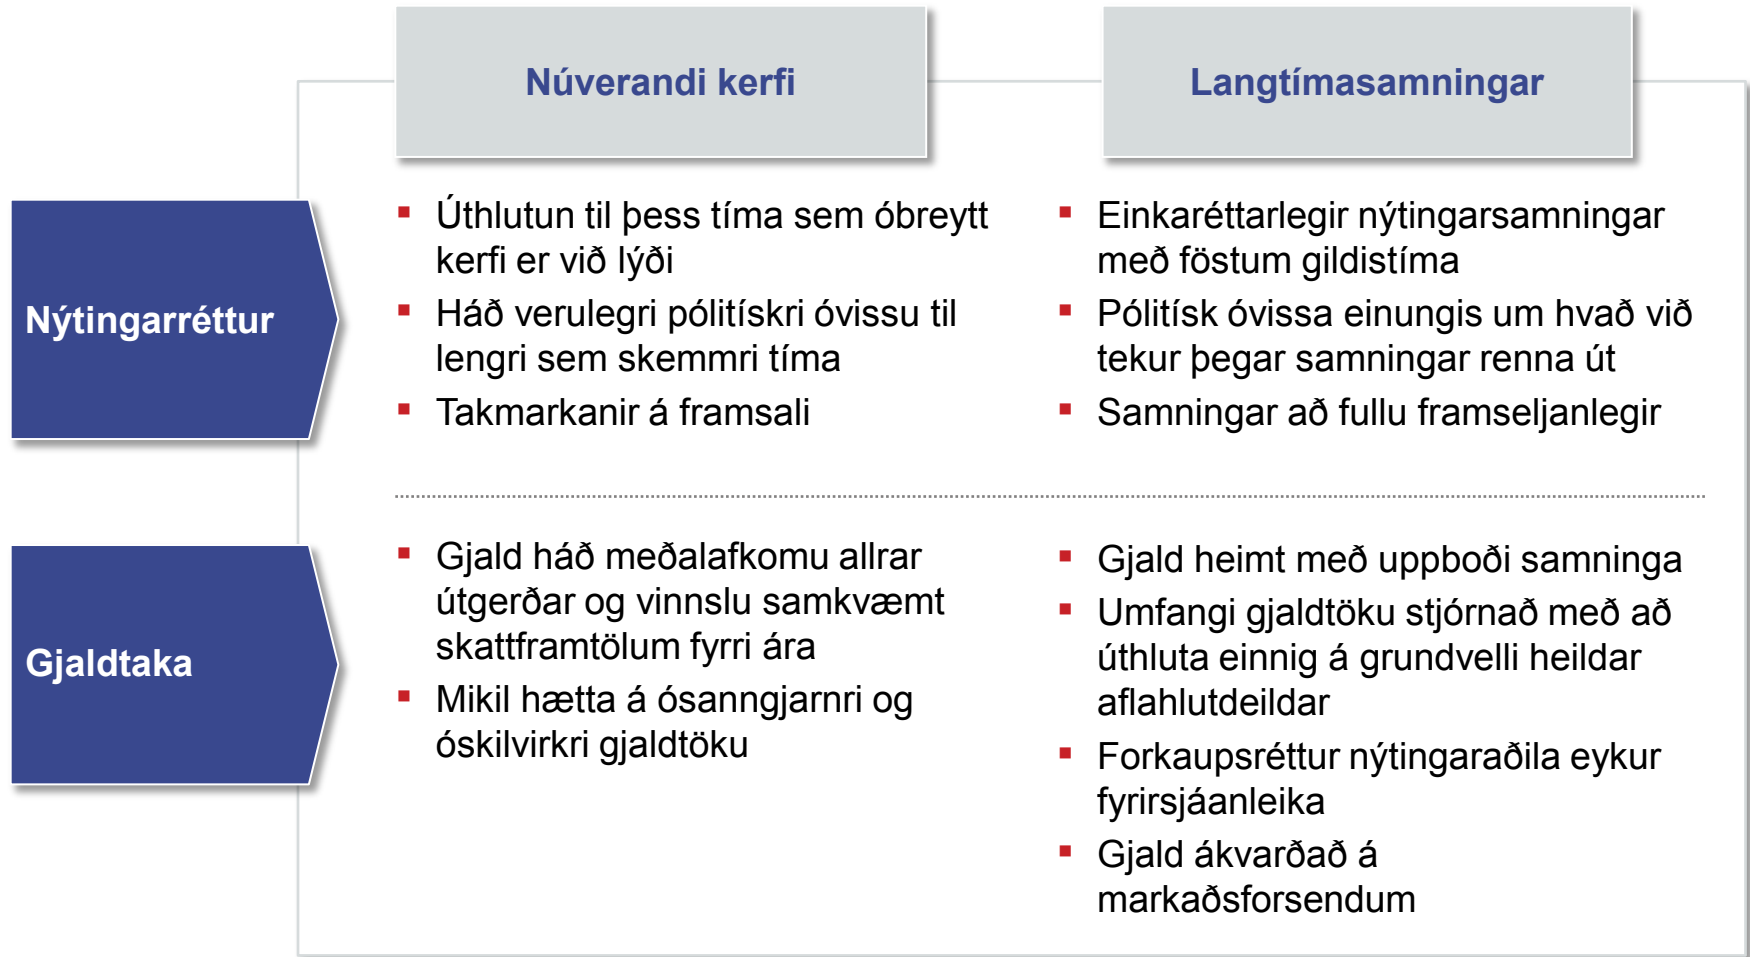 Núverandi kerfi
Langtímasamningar
Nýtingarréttur
▪ Úthlutun til þess tíma sem óbreytt
kerfi er við lýði
▪ Háð verulegri pólitískri óvissu til
lengri sem skemmri tíma
▪ Takmarkanir á framsali
▪ Einkaréttarlegir nýtingarsamningar
með föstum gildistíma
▪ Pólitísk óvissa einungis um hvað við
tekur þegar samningar renna út
▪ Samningar að fullu framseljanlegir
Gjaldtaka
▪ Gjald háð meðalafkomu allrar
útgerðar og vinnslu samkvæmt
skattframtölum fyrri ára
▪ Mikil hætta á ósanngjarnri og
óskilvirkri gjaldtöku
▪ Gjald heimt með uppboði samninga
▪ Umfangi gjaldtöku stjórnað með að
úthluta einnig á grundvelli heildar
aflahlutdeildar
▪ Forkaupsréttur nýtingaraðila eykur
fyrirsjáanleika
▪ Gjald ákvarðað á
markaðsforsendum